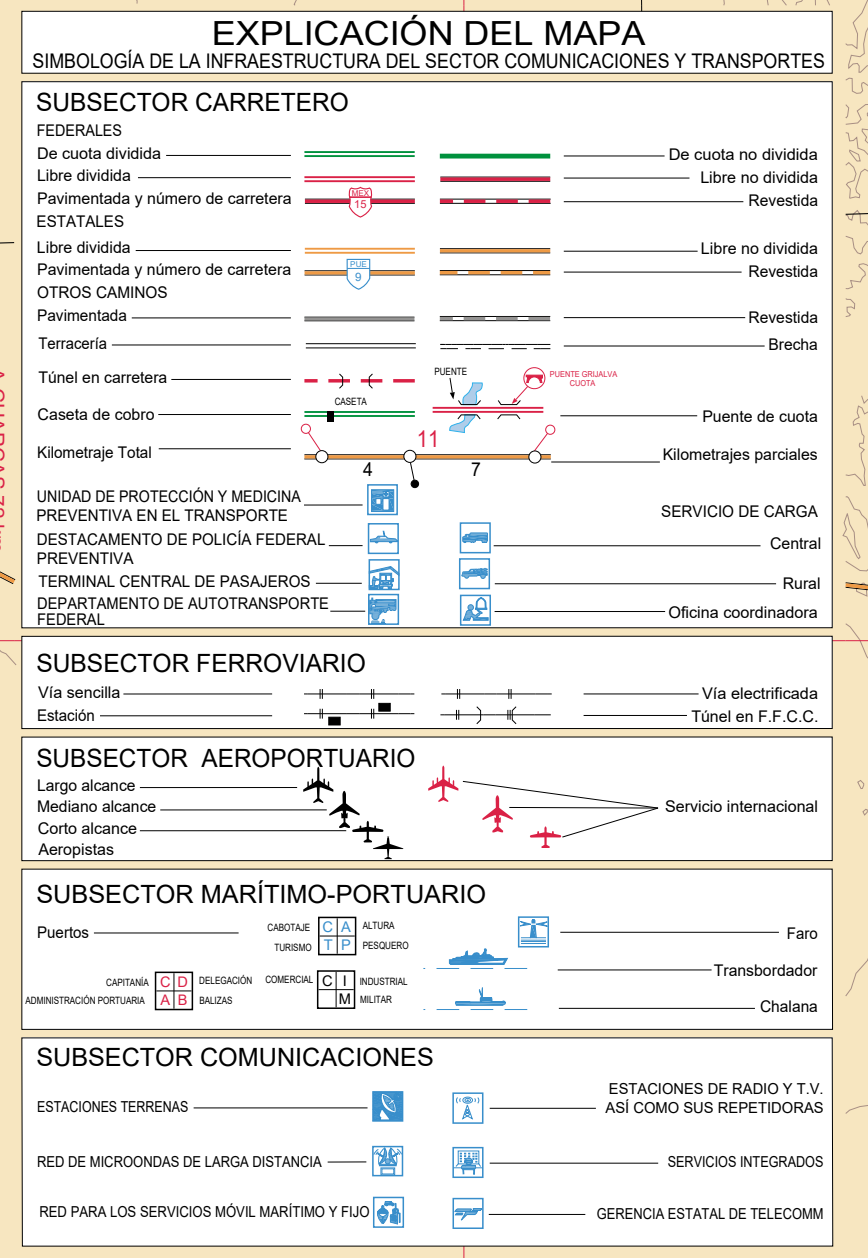 EXPLICACIÓN DEL MAPA
SIMBOLOGÍA DE LA INFRAESTRUCTURA DEL SECTOR COMUNICACIONES Y TRANSPORTES
SUBSECTOR CARRETERO
FEDERALES
De cuota dividida
De cuota no dividida
Libre dividida
Libre no dividida
Pavimentada y número de carretera
MEX
15
Revestida
ESTATALES
Libre dividida
Libre no dividida
Pavimentada y número de carretera
PUE
9
Revestida
OTROS CAMINOS
Pavimentada
Revestida
Terracería
Brecha
Túnel en carretera
PUENTE
PUENTE GRIJALVA
CUOTA
Caseta de cobro
CASETA
Puente de cuota
Kilometraje Total
11
4
7
Kilometrajes parciales
UNIDAD DE PROTECCIÓN Y MEDICINA
PREVENTIVA EN EL TRANSPORTE
SERVICIO DE CARGA
DESTACAMENTO DE POLICÍA FEDERAL
PREVENTIVA
Central
TERMINAL CENTRAL DE PASAJEROS
Rural
DEPARTAMENTO DE AUTOTRANSPORTE
FEDERAL
Oficina coordinadora
SUBSECTOR FERROVIARIO
Vía sencilla
Vía electrificada
Estación
Túnel en F.F.C.C.
SUBSECTOR AEROPORTUARIO
Largo alcance
Mediano alcance
Servicio internacional
Corto alcance
Aeropistas
SUBSECTOR MARÍTIMO-PORTUARIO
Puertos
CABOTAJE C A ALTURA
TURISMO T P PESQUERO
Faro
Transbordador
CAPITANÍA C D DELEGACIÓN
ADMINISTRACIÓN PORTUARIA A B BALIZAS
COMERCIAL C I INDUSTRIAL
M MILITAR
Chalana
SUBSECTOR COMUNICACIONES
ESTACIONES TERRENAS
ESTACIONES DE RADIO Y T.V.
ASÍ COMO SUS REPETIDORAS
RED DE MICROONDAS DE LARGA DISTANCIA
SERVICIOS INTEGRADOS
RED PARA LOS SERVICIOS MÓVIL MARÍTIMO Y FIJO
GERENCIA ESTATAL DE TELECOMM